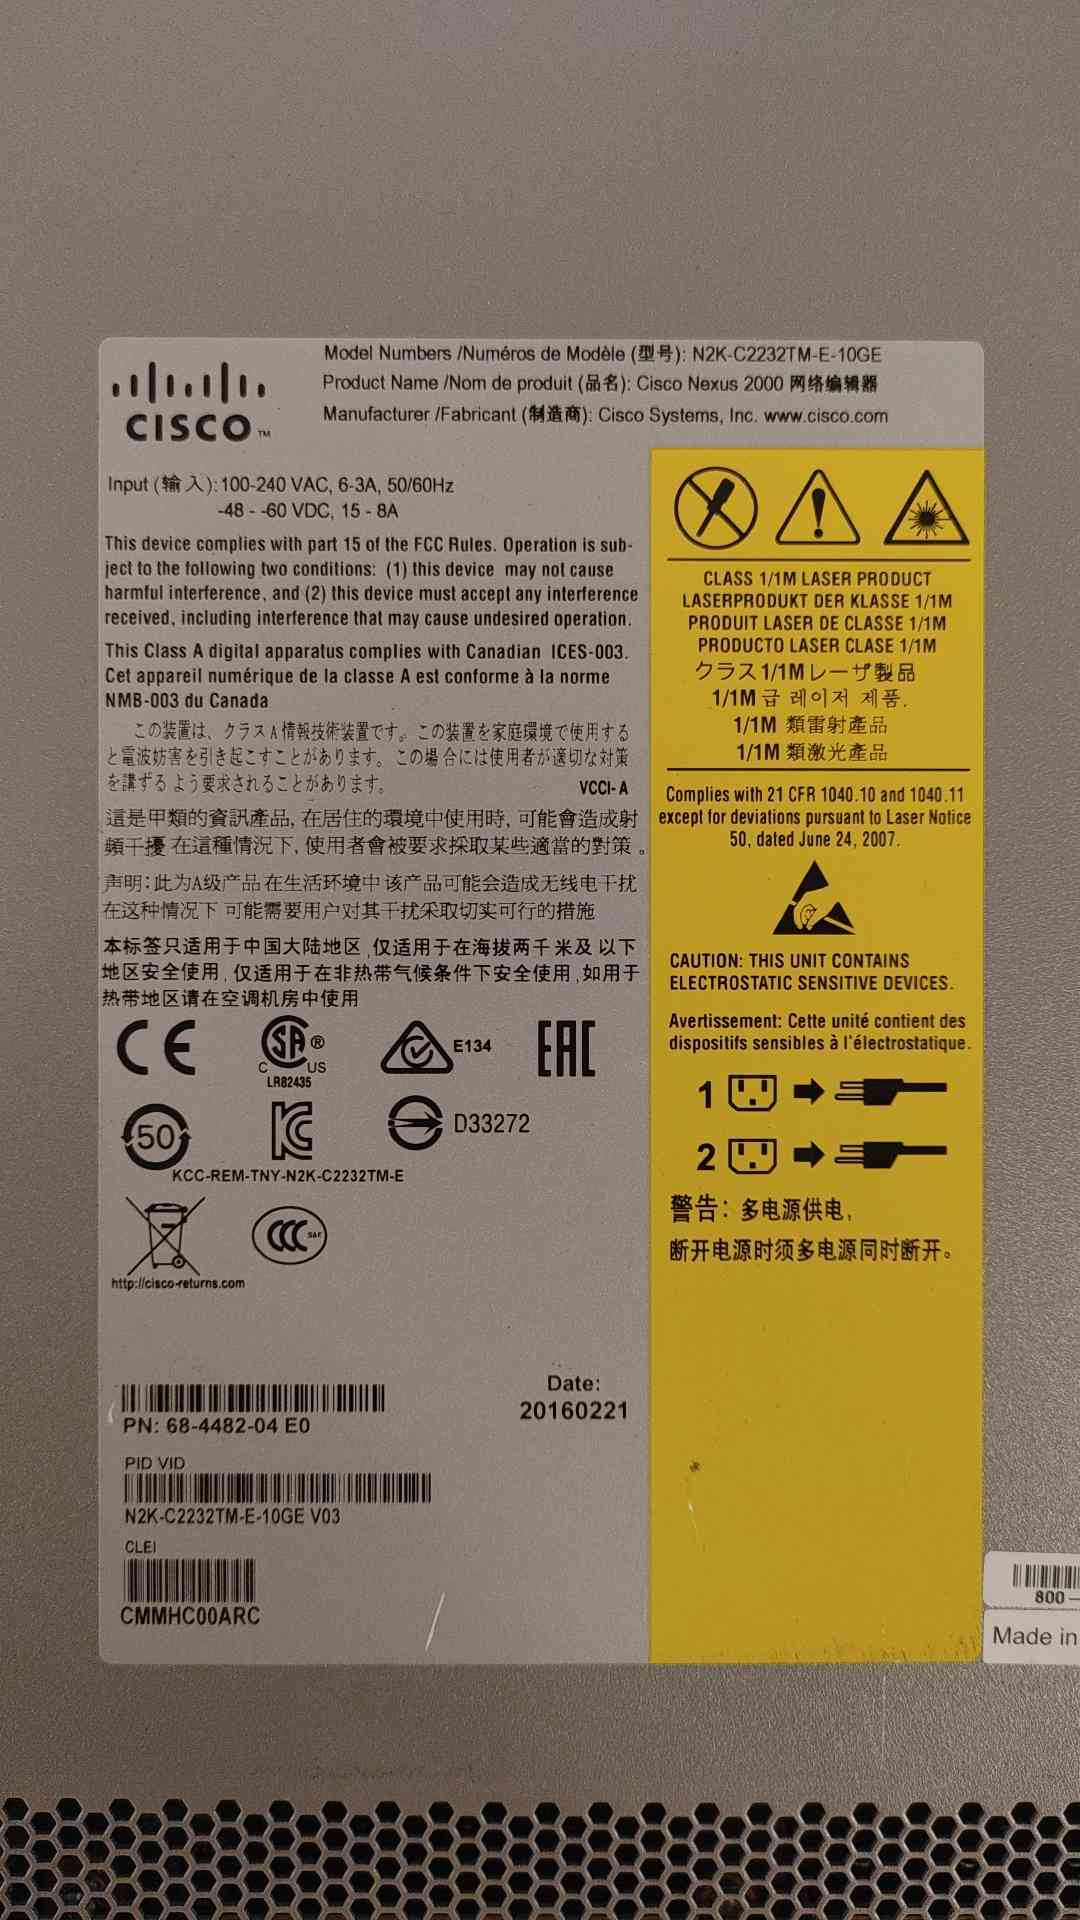 Model Numbers /Numéros de Modèle (型号): N2K-C2232TM-E-10GE
Product Name /Nom de produit (品名): Cisco Nexus 2000 网络编辑器
Manufacturer /Fabricant (制造商): Cisco Systems, Inc. www.cisco.com
CISCO™
Input (输入): 100-240 VAC, 6-3A, 50/60Hz
-48 - -60 VDC, 15 - 8A
This device complies with part 15 of the FCC Rules. Operation is sub-
ject to the following two conditions: (1) this device may not cause
harmful interference, and (2) this device must accept any interference
received, including interference that may cause undesired operation.
This Class A digital apparatus complies with Canadian ICES-003.
Cet appareil numérique de la classe A est conforme à la norme
NMB-003 du Canada
この装置は、クラスA情報技術装置です。この装置を家庭環境で使用する
と電波妨害を引き起こすことがあります。この場合には使用者が適切な対策
を講ずるよう要求されることがあります。 VCCI-A
這是甲類的資訊產品, 在居住的環境中使用時, 可能會造成射
頻干擾 在這種情況下, 使用者會被要求採取某些適當的對策。
声明: 此为A级产品 在生活环境中 该产品可能会造成无线电干扰
在这种情况下 可能需要用户对其干扰采取切实可行的措施
本标签只适用于中国大陆地区, 仅适用于在海拔两千米及以下
地区安全使用, 仅适用于在非热带气候条件下安全使用, 如用于
热带地区请在空调机房中使用
CE
C SA ® US
LR82435
E134
EAC
50
KC
D33272
KCC-REM-TNY-N2K-C2232TM-E
CCC S&E
http://cisco-returns.com
PN: 68-4482-04 E0
Date:
20160221
PID VID
N2K-C2232TM-E-10GE V03
CLEI
CMMHC00ARC
CLASS 1/1M LASER PRODUCT
LASERPRODUKT DER KLASSE 1/1M
PRODUIT LASER DE CLASSE 1/1M
PRODUCTO LASER CLASE 1/1M
クラス1/1Mレーザ製品
1/1M 급 레이저 제품.
1/1M 類雷射產品
1/1M 類激光產品
Complies with 21 CFR 1040.10 and 1040.11
except for deviations pursuant to Laser Notice
50, dated June 24, 2007.
CAUTION: THIS UNIT CONTAINS
ELECTROSTATIC SENSITIVE DEVICES.
Avertissement: Cette unité contient des
dispositifs sensibles à l'électrostatique.
1
2
警告: 多电源供电,
断开电源时须多电源同时断开。
800-
Made in